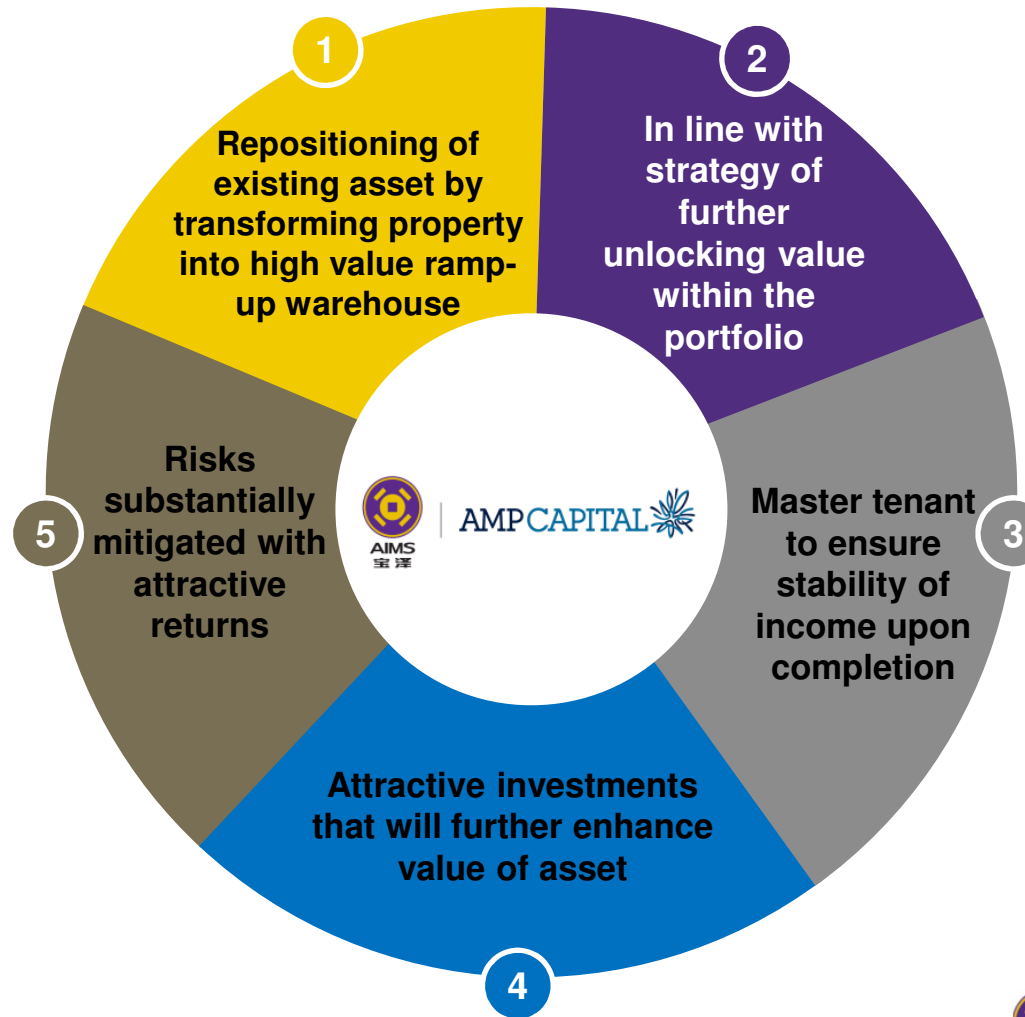 1
Repositioning of
existing asset by
transforming property
into high value ramp-
up warehouse
2
In line with
strategy of
further
unlocking value
within the
portfolio
3
Master tenant
to ensure
stability of
income upon
completion
4
Attractive investments
that will further enhance
value of asset
5
Risks
substantially
mitigated with
attractive
returns
AIMS
宝泽
AMP CAPITAL